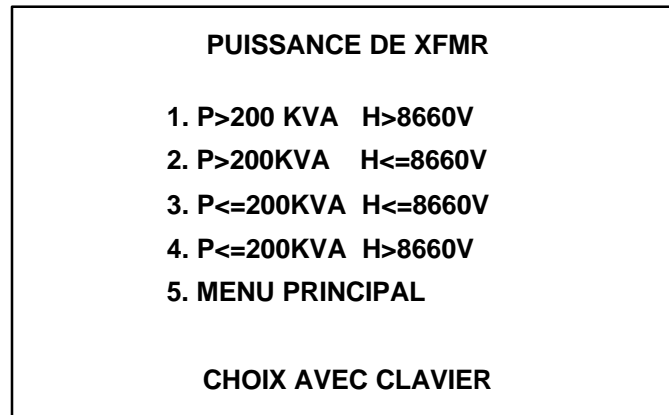 PUISSANCE DE XFMR
1. P>200 KVA H>8660V
2. P>200KVA H<=8660V
3. P<=200KVA H<=8660V
4. P<=200KVA H>8660V
5. MENU PRINCIPAL
CHOIX AVEC CLAVIER